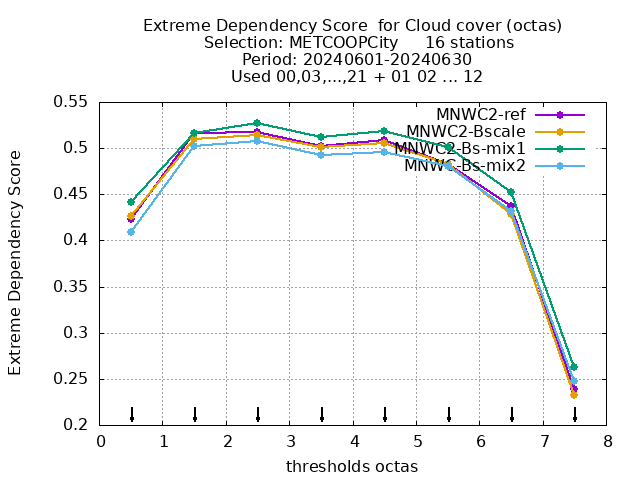 Extreme Dependency Score  for Cloud cover (octas)
Selection: METCOOPCity     16 stations
Period: 20240601-20240630
Used 00,03,...,21 + 01 02 ... 12
MNWC2-ref
MNWC2-Bscale
MNWC2-Bs-mix1
MNWC-Bs-mix2
Extreme Dependency Score
0.55
0.5
0.45
0.4
0.35
0.3
0.25
0.2
0 1 2 3 4 5 6 7 8
thresholds octas